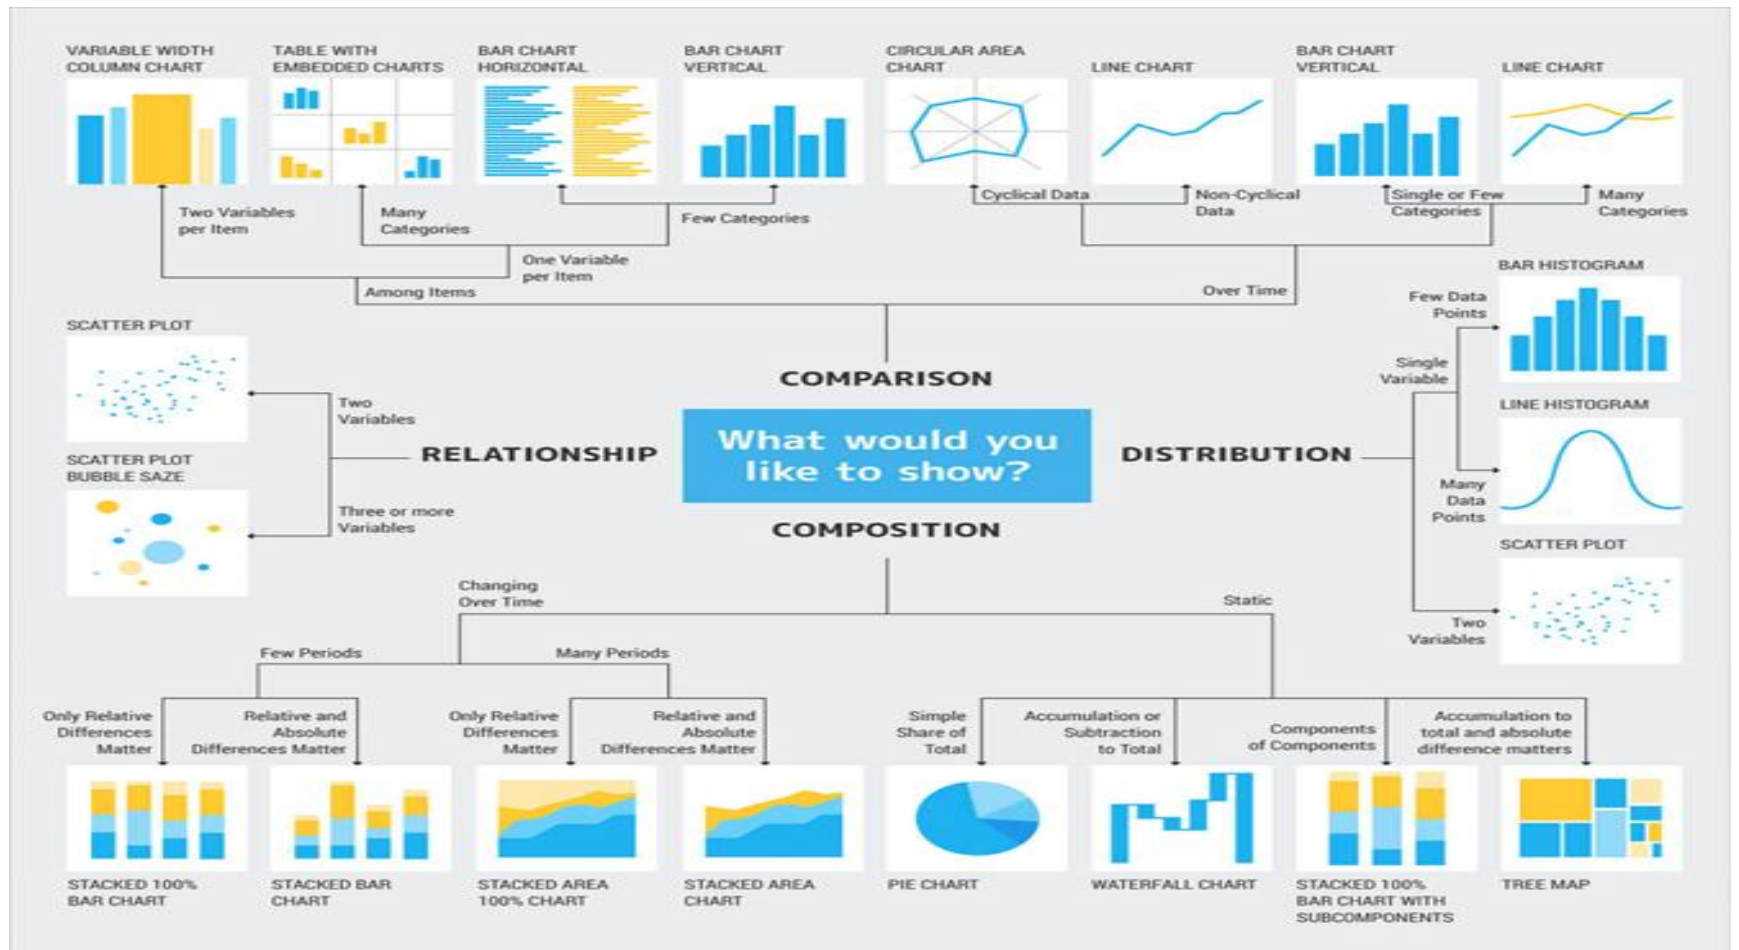 VARIABLE WIDTH
COLUMN CHART
TABLE WITH
EMBEDDED CHARTS
BAR CHART
HORIZONTAL
BAR CHART
VERTICAL
CIRCULAR AREA
CHART
LINE CHART
BAR CHART
VERTICAL
LINE CHART
Two Variables
per Item
Many
Categories
Few Categories
Cyclical Data
Non-Cyclical
Data
Single or Few
Categories
Many
Categories
One Variable
per Item
Among Items
Over Time
SCATTER PLOT
Two
Variables
SCATTER PLOT
BUBBLE SAZE
Three or more
Variables
RELATIONSHIP
COMPARISON
What would you
like to show?
COMPOSITION
DISTRIBUTION
BAR HISTOGRAM
Few Data
Points
Single
Variable
LINE HISTOGRAM
Many
Data
Points
SCATTER PLOT
Two
Variables
Changing
Over Time
Static
Few Periods
Many Periods
Only Relative
Differences
Matter
Relative and
Absolute
Differences Matter
Only Relative
Differences
Matter
Relative and
Absolute
Differences Matter
Simple
Share of
Total
Accumulation or
Subtraction
to Total
Components
of Components
Accumulation to
total and absolute
difference matters
STACKED 100%
BAR CHART
STACKED BAR
CHART
STACKED AREA
100% CHART
STACKED AREA
CHART
PIE CHART
WATERFALL CHART
STACKED 100%
BAR CHART WITH
SUBCOMPONENTS
TREE MAP